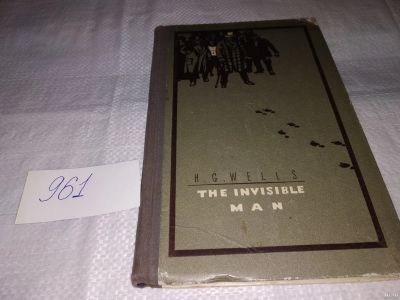 H.G.WELLS
THE INVISIBLE
MAN
961